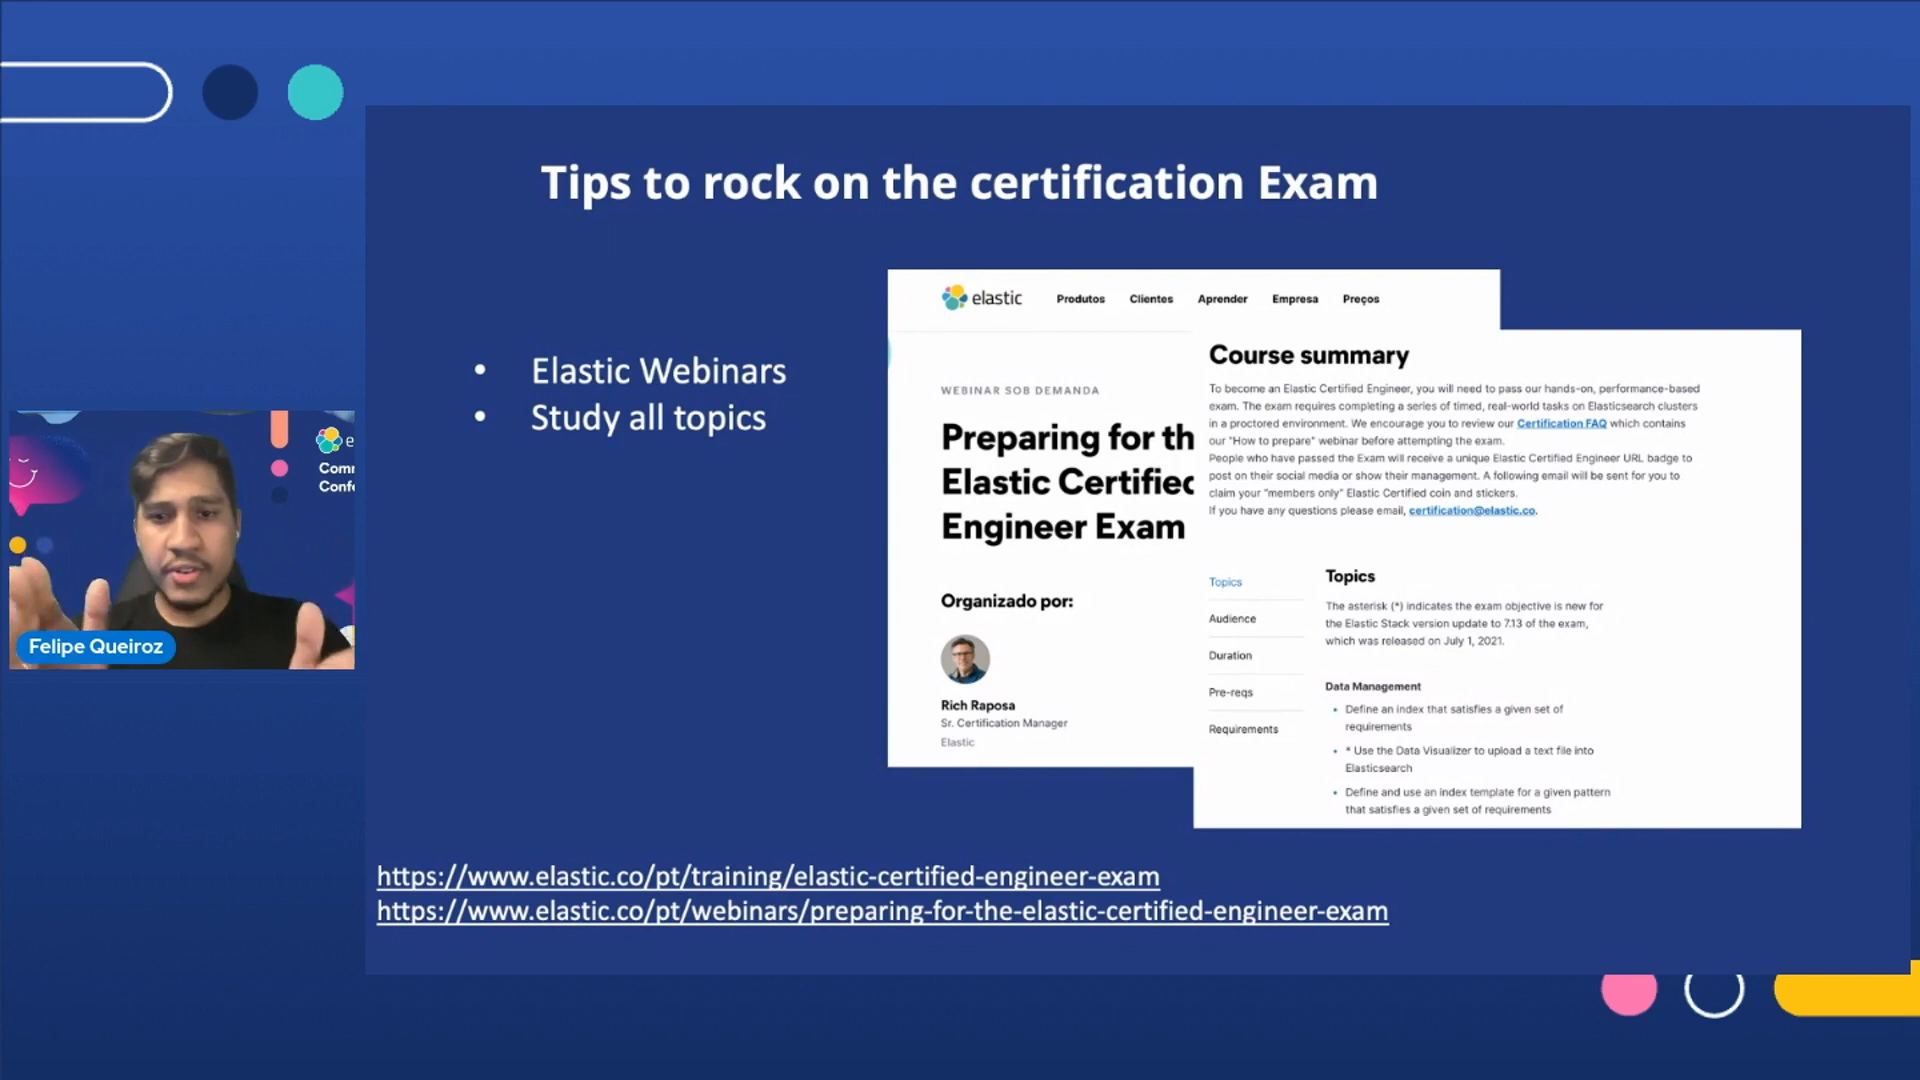 Tips to rock on the certification Exam
• Elastic Webinars
• Study all topics
elastic Produtos Clientes Aprender Empresa Preços
WEBINAR SOB DEMANDA
Preparing for th
Elastic Certified
Engineer Exam
Organizado por:
Rich Raposa
Sr. Certification Manager
Elastic
Course summary
To become an Elastic Certified Engineer, you will need to pass our hands-on, performance-based
exam. The exam requires completing a series of timed, real-world tasks on Elasticsearch clusters
in a proctored environment. We encourage you to review our Certification FAQ which contains
our "How to prepare" webinar before attempting the exam.
People who have passed the Exam will receive a unique Elastic Certified Engineer URL badge to
post on their social media or show their management. A following email will be sent for you to
claim your "members only" Elastic Certified coin and stickers.
If you have any questions please email, certification@elastic.co.
Topics
Audience
Duration
Pre-reqs
Requirements
Topics
The asterisk (*) indicates the exam objective is new for
the Elastic Stack version update to 7.13 of the exam,
which was released on July 1, 2021.
Data Management
• Define an index that satisfies a given set of
requirements
• * Use the Data Visualizer to upload a text file into
Elasticsearch
• Define and use an index template for a given pattern
that satisfies a given set of requirements
https://www.elastic.co/pt/training/elastic-certified-engineer-exam
https://www.elastic.co/pt/webinars/preparing-for-the-elastic-certified-engineer-exam
e
Comm
Confe
Felipe Queiroz